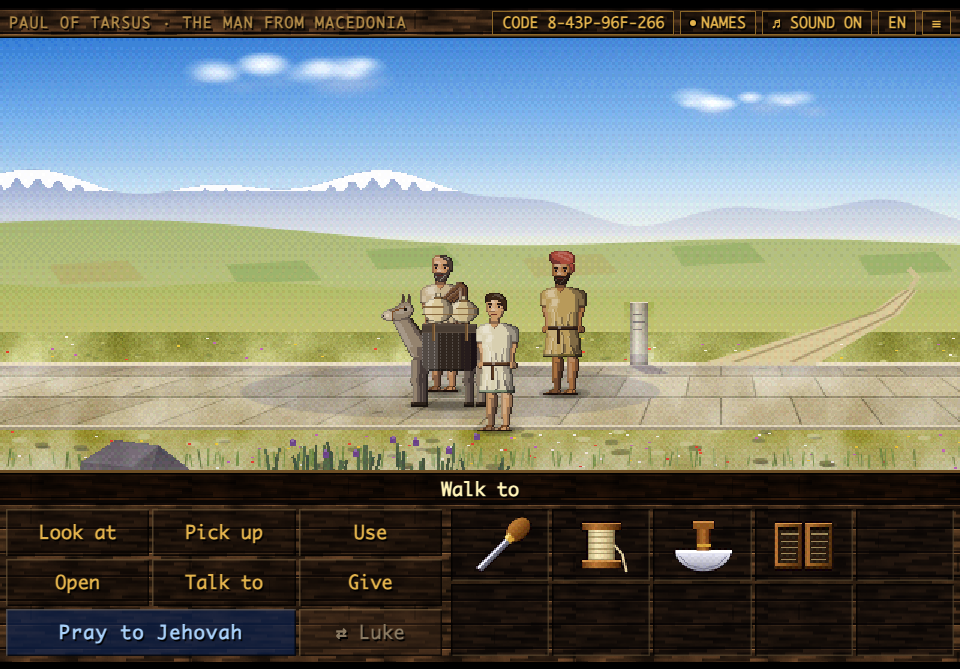 PAUL OF TARSUS · THE MAN FROM MACEDONIA
CODE 8-43P-96F-266
• NAMES
♬ SOUND ON
EN
≡
Walk to
Look at
Pick up
Use
Open
Talk to
Give
Pray to Jehovah
⇄ Luke